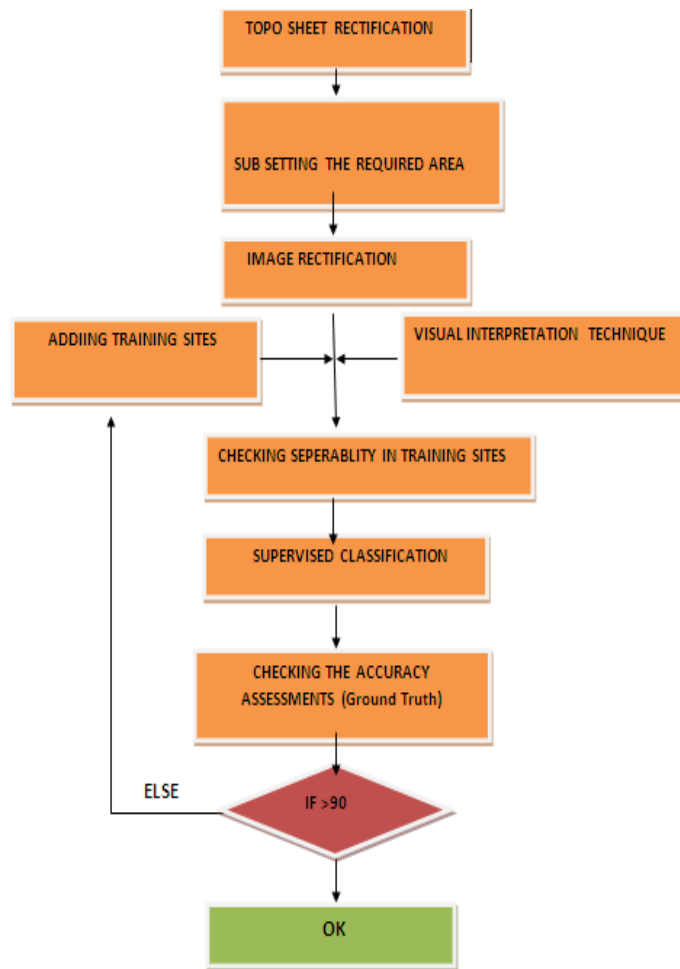 TOPO SHEET RECTIFICATION
SUB SETTING THE REQUIRED AREA
IMAGE RECTIFICATION
ADDIING TRAINING SITES
VISUAL INTERPRETATION TECHNIQUE
CHECKING SEPERABLITY IN TRAINING SITES
SUPERVISED CLASSIFICATION
CHECKING THE ACCURACY
ASSESSMENTS (Ground Truth)
ELSE
IF >90
OK